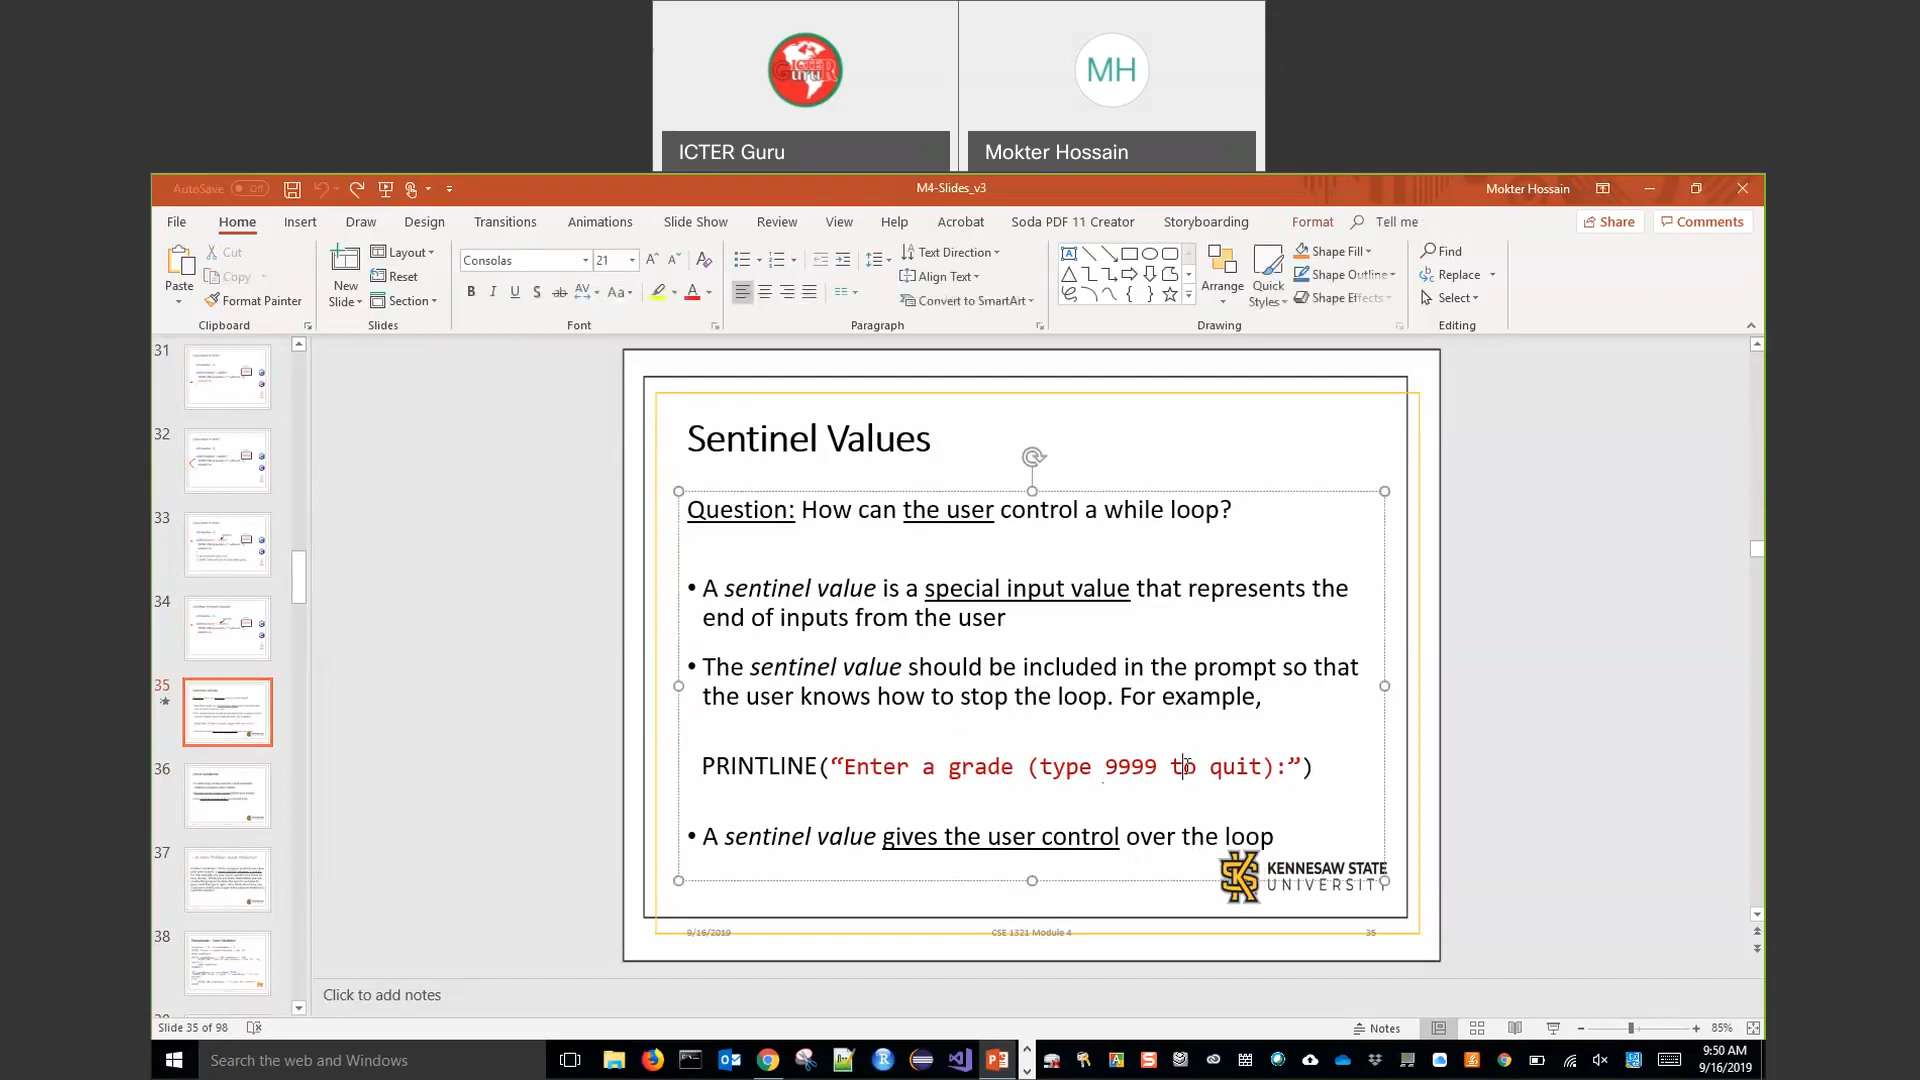 MH
ICTER Guru
Mokter Hossain
AutoSave Off
M4-Slides_v3
Mokter Hossain
File Home Insert Draw Design Transitions Animations Slide Show Review View Help Acrobat Soda PDF 11 Creator Storyboarding Format Tell me Share Comments
Paste
Cut
Copy
Format Painter
Clipboard
New
Slide
Layout
Reset
Section
Slides
Consolas 21
Font
Text Direction
Align Text
Convert to SmartArt
Paragraph
Arrange
Quick
Styles
Shape Fill
Shape Outline
Shape Effects
Drawing
Find
Replace
Select
Editing
31
32
33
34
35
36
37
38
Sentinel Values
Question: How can the user control a while loop?
• A sentinel value is a special input value that represents the
end of inputs from the user
• The sentinel value should be included in the prompt so that
the user knows how to stop the loop. For example,
PRINTLINE(“Enter a grade (type 9999 to quit):”)
• A sentinel value gives the user control over the loop
KENNESAW STATE
UNIVERSITY
9/16/2019 CSE 1321 Module 4 35
Click to add notes
Slide 35 of 98
Notes
85%
Search the web and Windows
9:50 AM
9/16/2019